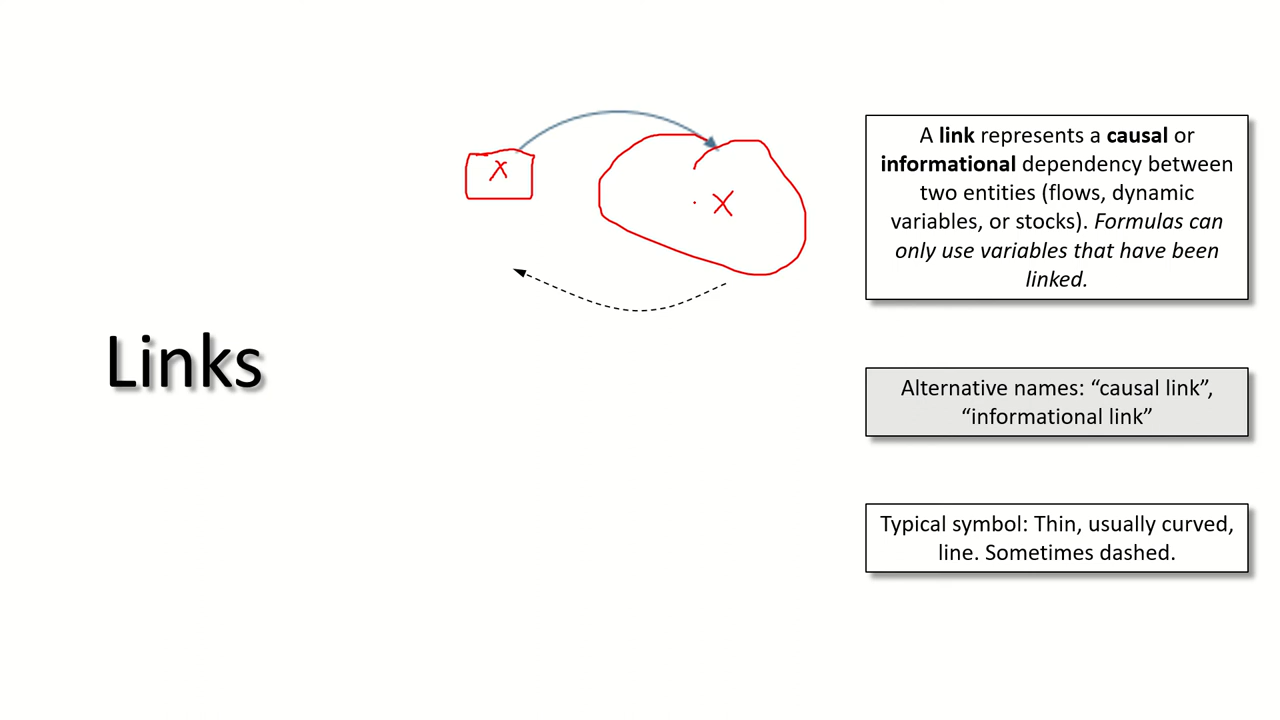 Links
X
X
A link represents a causal or
informational dependency between
two entities (flows, dynamic
variables, or stocks). Formulas can
only use variables that have been
linked.
Alternative names: “causal link”,
“informational link”
Typical symbol: Thin, usually curved,
line. Sometimes dashed.